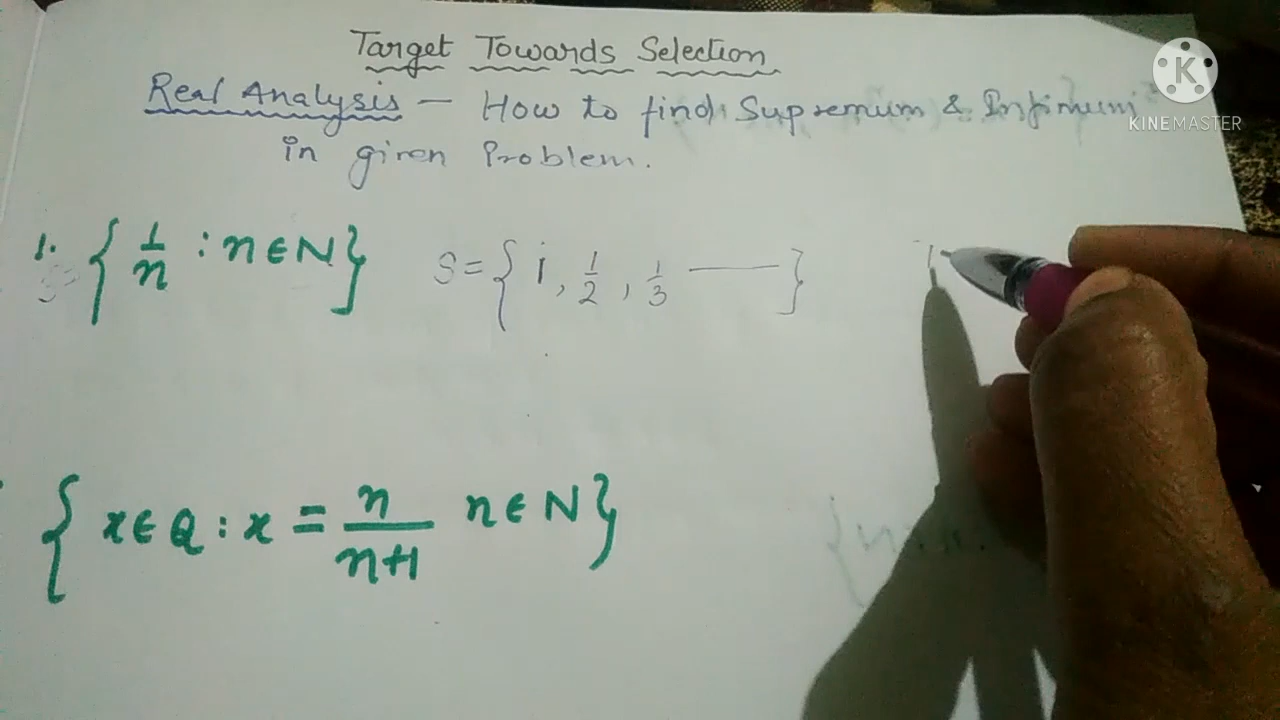 Target Towards Selection
Real Analysis — How to find Supremum & Infimum
in given Problem.
K
KINEMASTER
1. { 1/n : n ∈ N } S = { 1, 1/2, 1/3 —— }
{ x ∈ Q : x = n/n+1 n ∈ N }